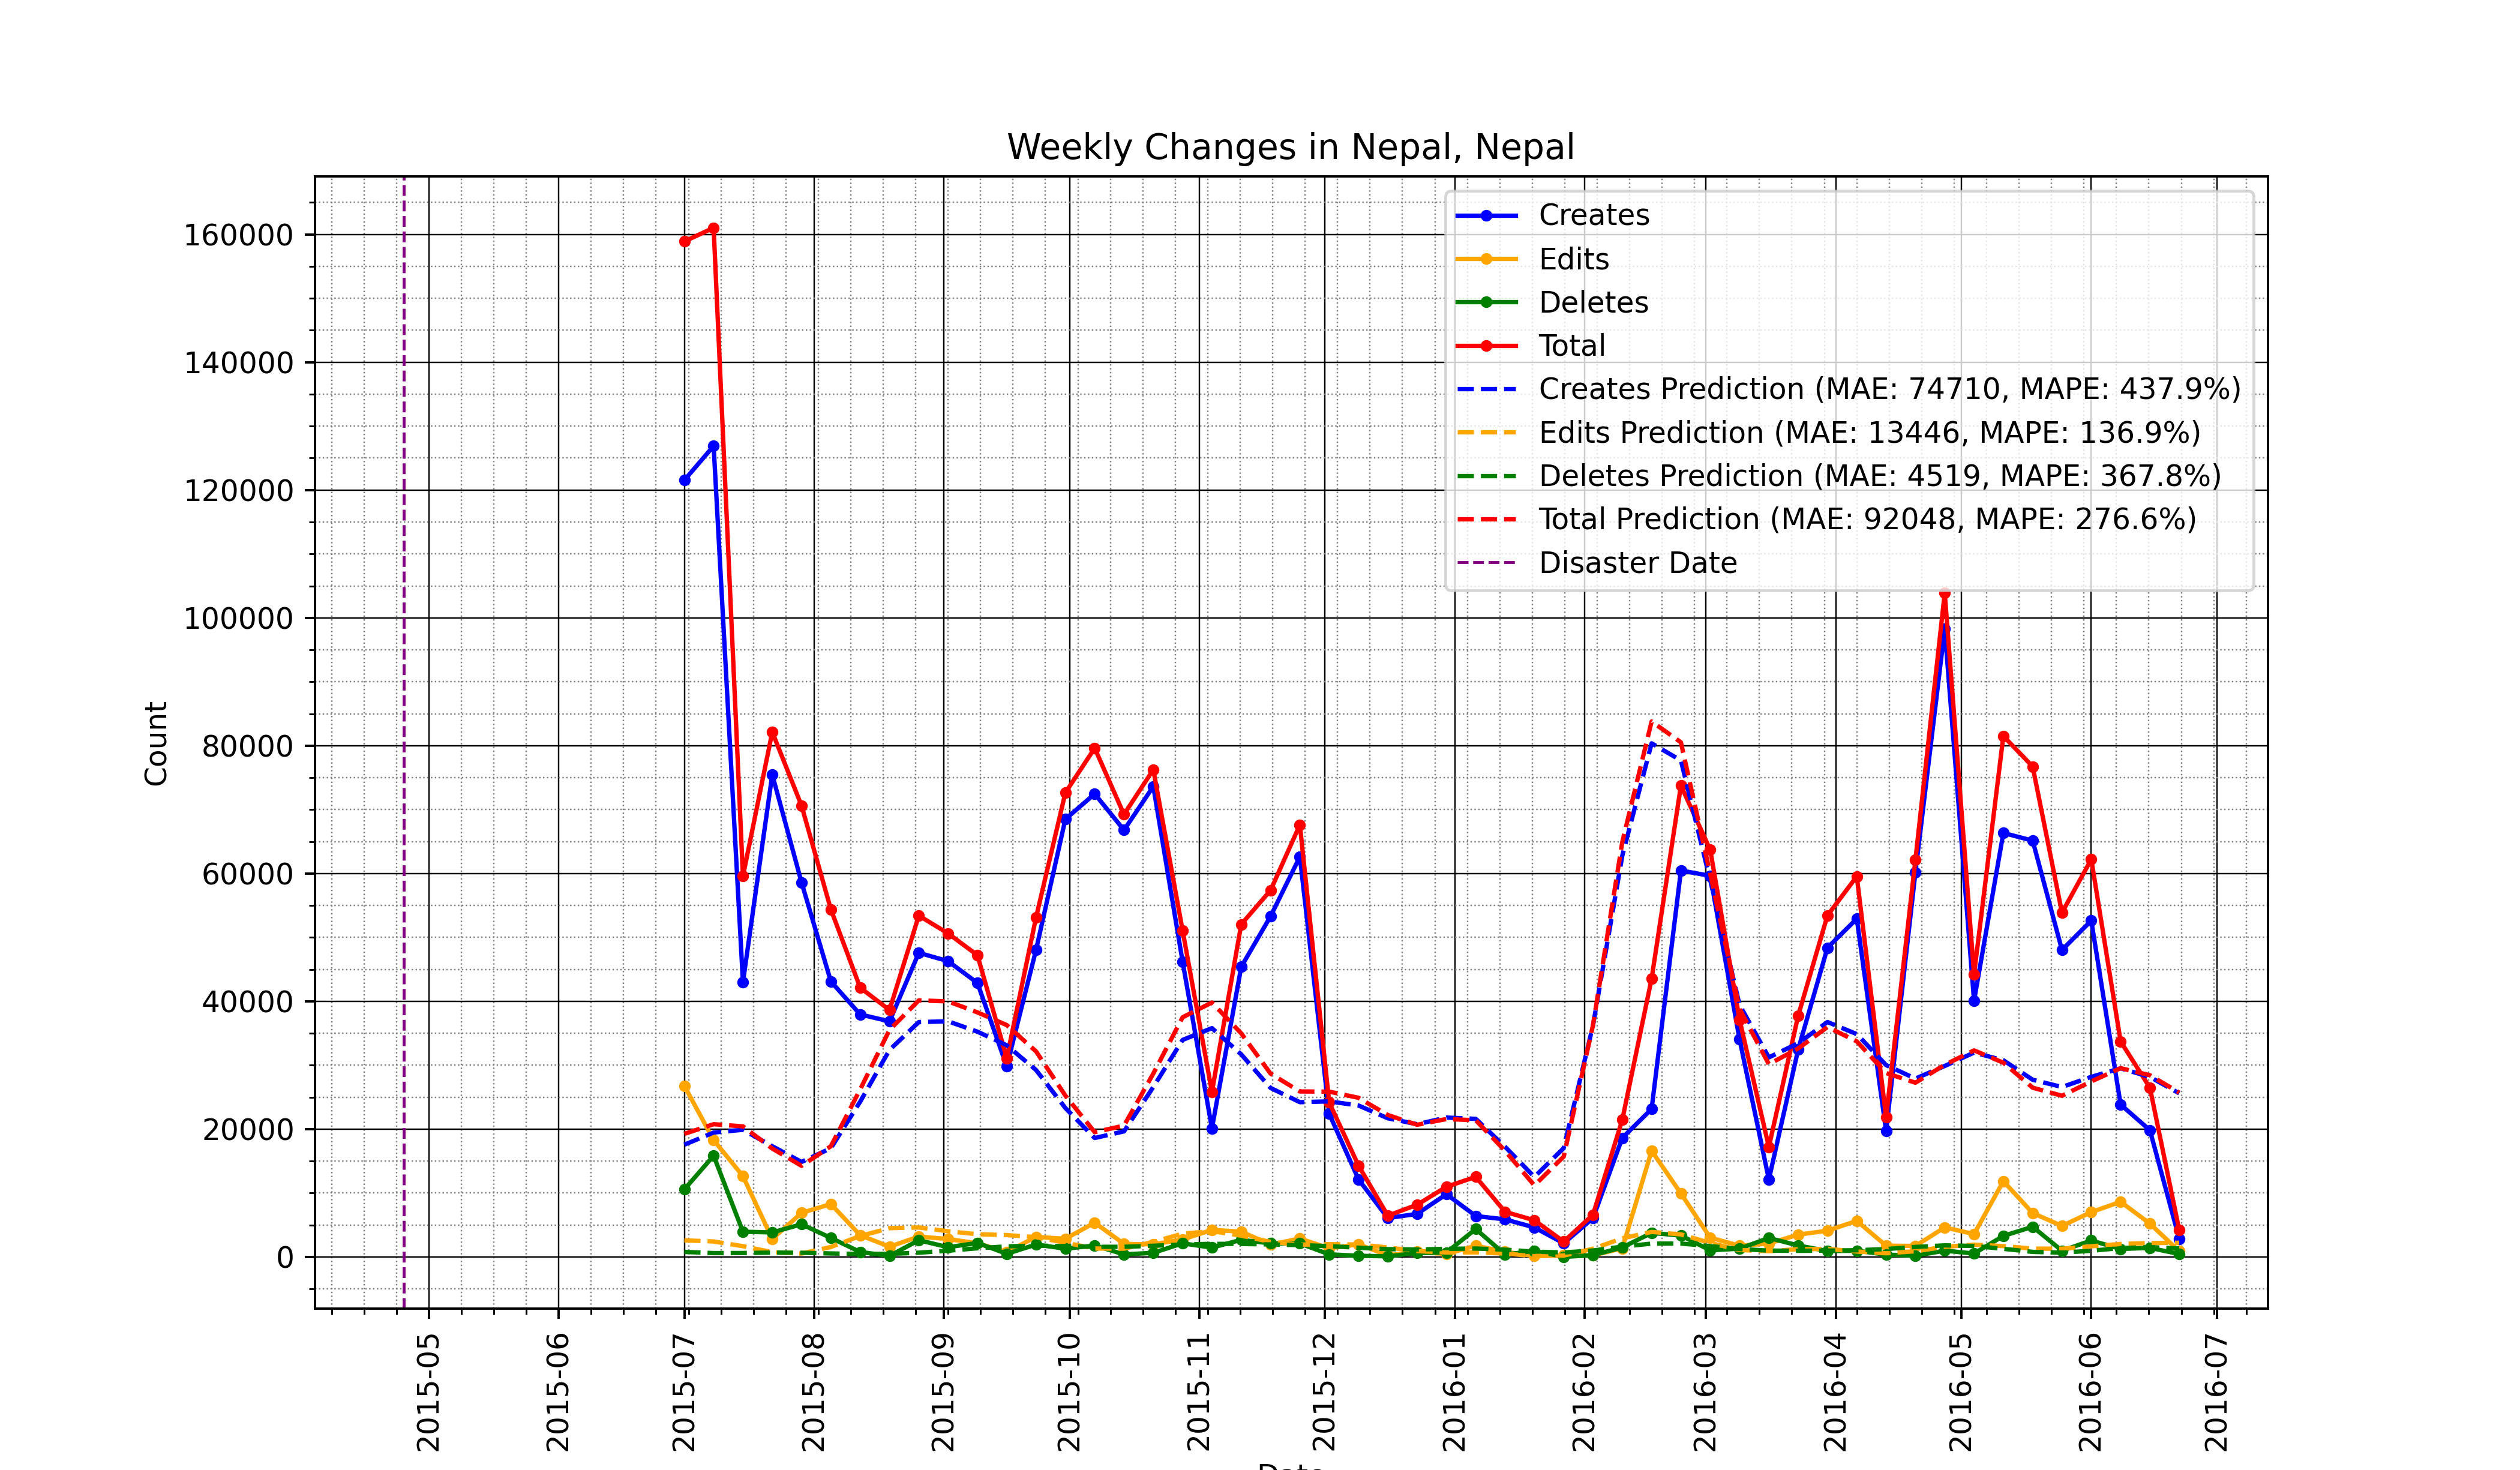 Weekly Changes in Nepal, Nepal
Creates
Edits
Deletes
Total
Creates Prediction (MAE: 74710, MAPE: 437.9%)
Edits Prediction (MAE: 13446, MAPE: 136.9%)
Deletes Prediction (MAE: 4519, MAPE: 367.8%)
Total Prediction (MAE: 92048, MAPE: 276.6%)
Disaster Date
Count
160000
140000
120000
100000
80000
60000
40000
20000
0
2015-05
2015-06
2015-07
2015-08
2015-09
2015-10
2015-11
2015-12
2016-01
2016-02
2016-03
2016-04
2016-05
2016-06
2016-07
Date